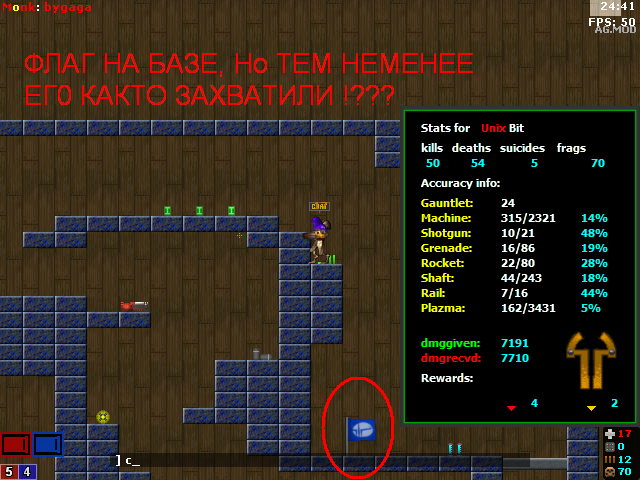 Monk: bygaga
24:41
FPS: 50
AG.MOD
ФЛАГ НА БАЗЕ, Но ТЕМ НЕМЕНЕЕ
ЕГО КАКТО ЗАХВАТИЛИ !???
Stats for Unix Bit
kills deaths suicides frags
50 54 5 70
Accuracy info:
Gauntlet: 24
Machine: 315/2321 14%
Shotgun: 10/21 48%
Grenade: 16/86 19%
Rocket: 22/80 28%
Shaft: 44/243 18%
Rail: 7/16 44%
Plazma: 162/3431 5%
dmggiven: 7191
dmgrecvd: 7710
Rewards:
4 2
CHAT
] c_
17
0
12
70
5 4